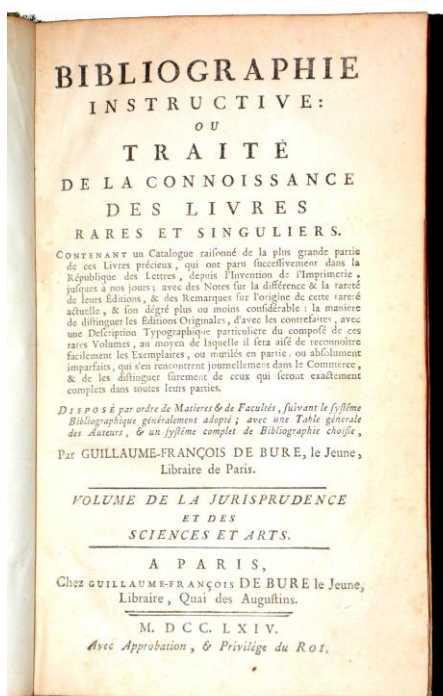 BIBLIOGRAPHIE
INSTRUCTIVE:
OU
TRAITÉ
DE LA CONNOISSANCE
DES LIVRES
RARES ET SINGULIERS.
CONTENANT un Catalogue raisonné de la plus grande partie
de ces Livres précieux, qui ont paru successivement dans la
République des Lettres, depuis l'Invention de l'Imprimerie,
jusques à nos jours; avec des Notes sur la différence & la rareté
de leurs Éditions, & des Remarques sur l'origine de cette rareté
actuelle, & son dégré plus ou moins considérable: la maniere
de distinguer les Éditions Originales, d'avec les contrefaites, avec
une Description Typographique particuliere du composé de ces
rares Volumes, au moyen de laquelle il sera aisé de reconnoître
facilement les Exemplaires, ou mutilés en partie, ou absolument
imparfaits, qui s'en rencontrent journellement dans le Commerce,
& de les distinguer sûrement de ceux qui seront exactement
complets dans toutes leurs parties.
DISPOSÉ par ordre de Matieres & de Facultés, suivant le systême
Bibliographique généralement adopté; avec une Table générale
des Auteurs, & un systême complet de Bibliographie choisie,
Par GUILLAUME-FRANÇOIS DE BURE, le Jeune,
Libraire de Paris.
VOLUME DE LA JURISPRUDENCE
ET DES
SCIENCES ET ARTS.
A PARIS,
Chez GUILLAUME-FRANÇOIS DE BURE le Jeune,
Libraire, Quai des Augustins.
M. DCC. LXIV.
Avec Approbation, & Privilége du ROI.